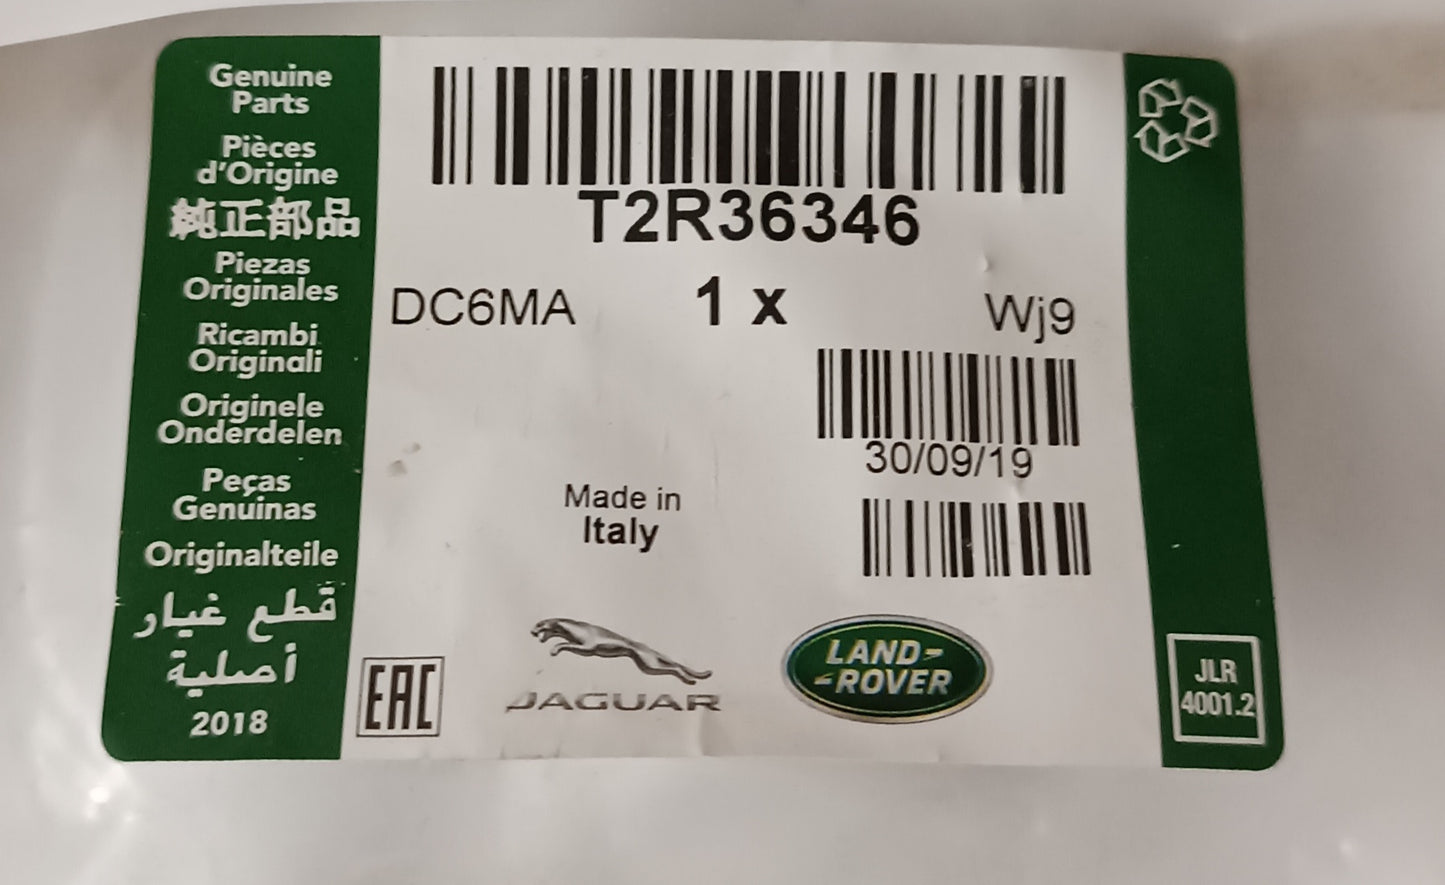 Genuine
Parts
Pièces
d'Origine
純正部品
Piezas
Originales
Ricambi
Originali
Originele
Onderdelen
Peças
Genuinas
Originalteile
قطع غيار
أصلية
2018
T2R36346
DC6MA 1 x Wj9
30/09/19
Made in
Italy
EAC
JAGUAR
LAND-
-ROVER
JLR
4001.2